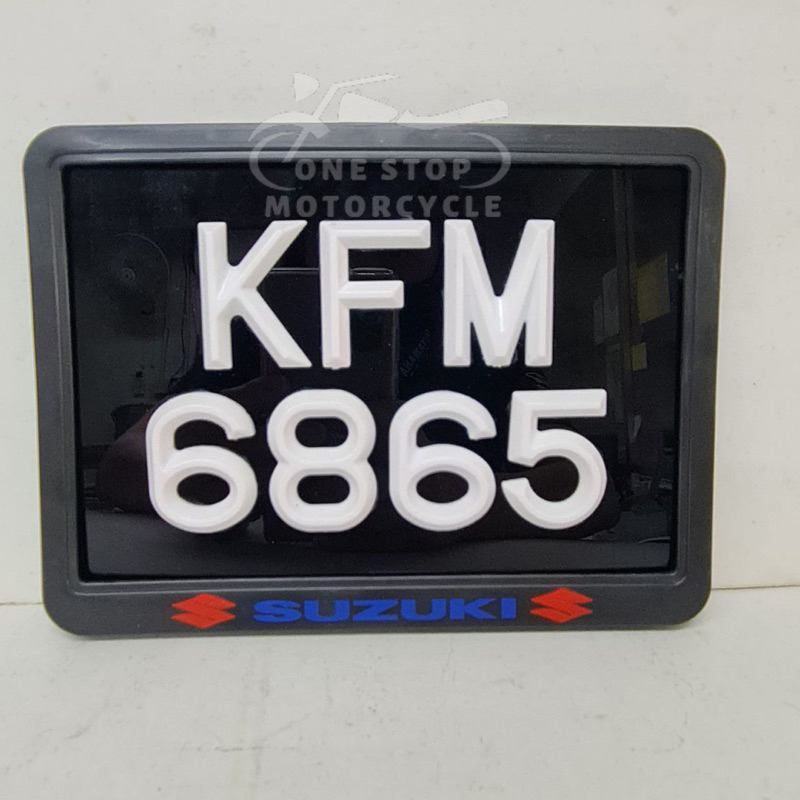 ONE STOP
MOTORCYCLE
KFM
6865
SUZUKI